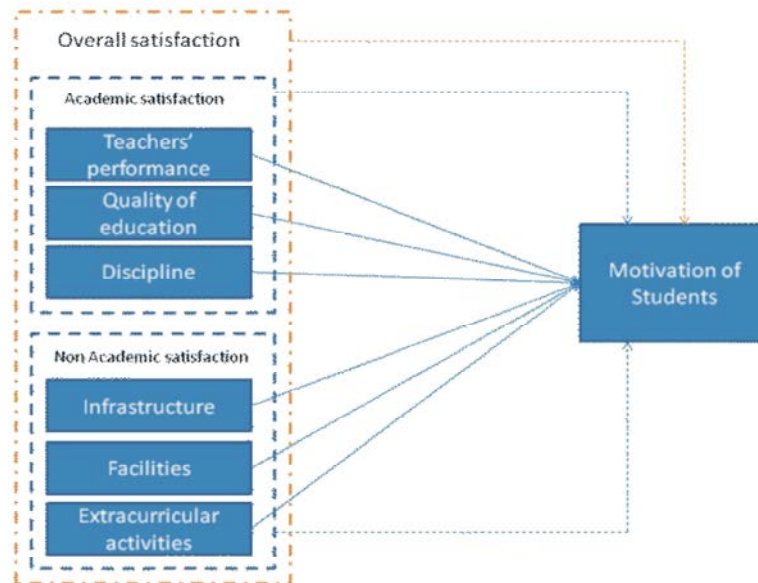 Overall satisfaction
Academic satisfaction
Teachers'
performance
Quality of
education
Discipline
Non Academic satisfaction
Infrastructure
Facilities
Extracurricular
activities
Motivation of
Students